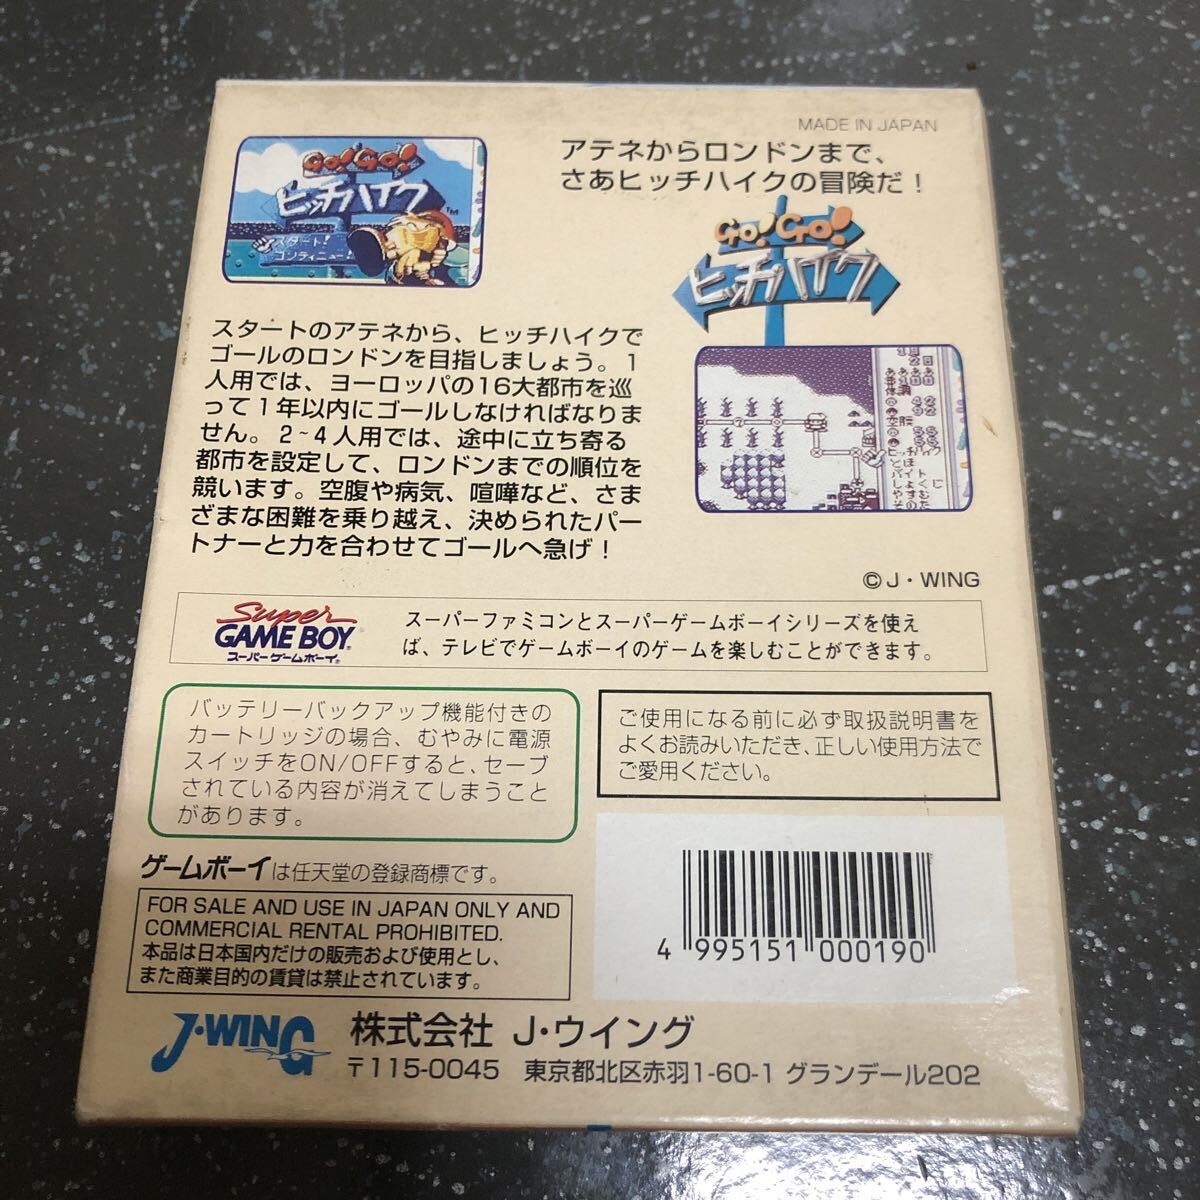 MADE IN JAPAN
アテネからロンドンまで、
さあヒッチハイクの冒険だ！
GO!GO!
ヒッチハイク
TM
スタート!
コンティニュー!
GO!GO!
ヒッチハイク
スタートのアテネから、ヒッチハイクで
ゴールのロンドンを目指しましょう。1
人用では、ヨーロッパの16大都市を巡
って1年以内にゴールしなければなりま
せん。2~4人用では、途中に立ち寄る
都市を設定して、ロンドンまでの順位を
競います。空腹や病気、喧嘩など、さま
ざまな困難を乗り越え、決められたパー
トナーと力を合わせてゴールへ急げ！
ヒッチハイク
©J・WING
Super
GAME BOY
スーパーゲームボーイ
スーパーファミコンとスーパーゲームボーイシリーズを使え
ば、テレビでゲームボーイのゲームを楽しむことができます。
バッテリーバックアップ機能付きの
カートリッジの場合、むやみに電源
スイッチをON/OFFすると、セーブ
されている内容が消えてしまうこと
があります。
ご使用になる前に必ず取扱説明書を
よくお読みいただき、正しい使用方法で
ご愛用ください。
ゲームボーイは任天堂の登録商標です。
FOR SALE AND USE IN JAPAN ONLY AND
COMMERCIAL RENTAL PROHIBITED.
本品は日本国内だけの販売および使用とし、
また商業目的の賃貸は禁止されています。
4 995151 000190
J・WING
株式会社 J・ウイング
〒115-0045 東京都北区赤羽1-60-1 グランデール202